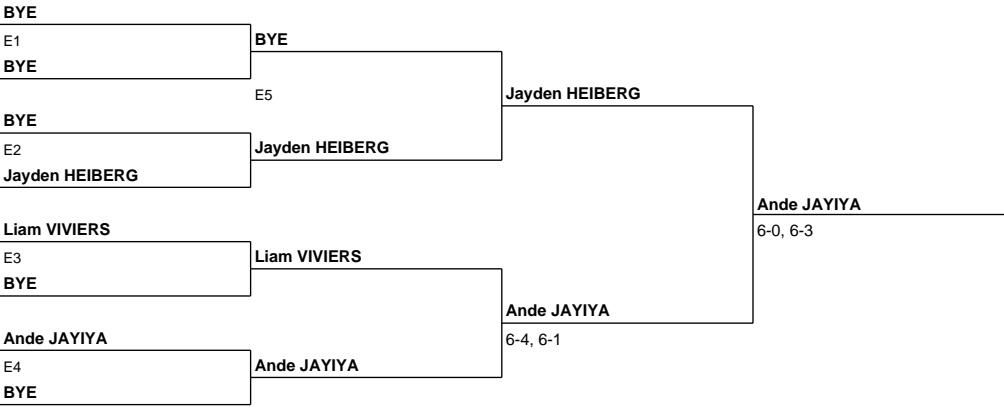 BYE
E1
BYE
BYE
E5
BYE
E2
Jayden HEIBERG
Jayden HEIBERG
Jayden HEIBERG
Liam VIVIERS
E3
BYE
Liam VIVIERS
Ande JAYIYA
E4
BYE
Ande JAYIYA
Ande JAYIYA
6-4, 6-1
Ande JAYIYA
6-0, 6-3